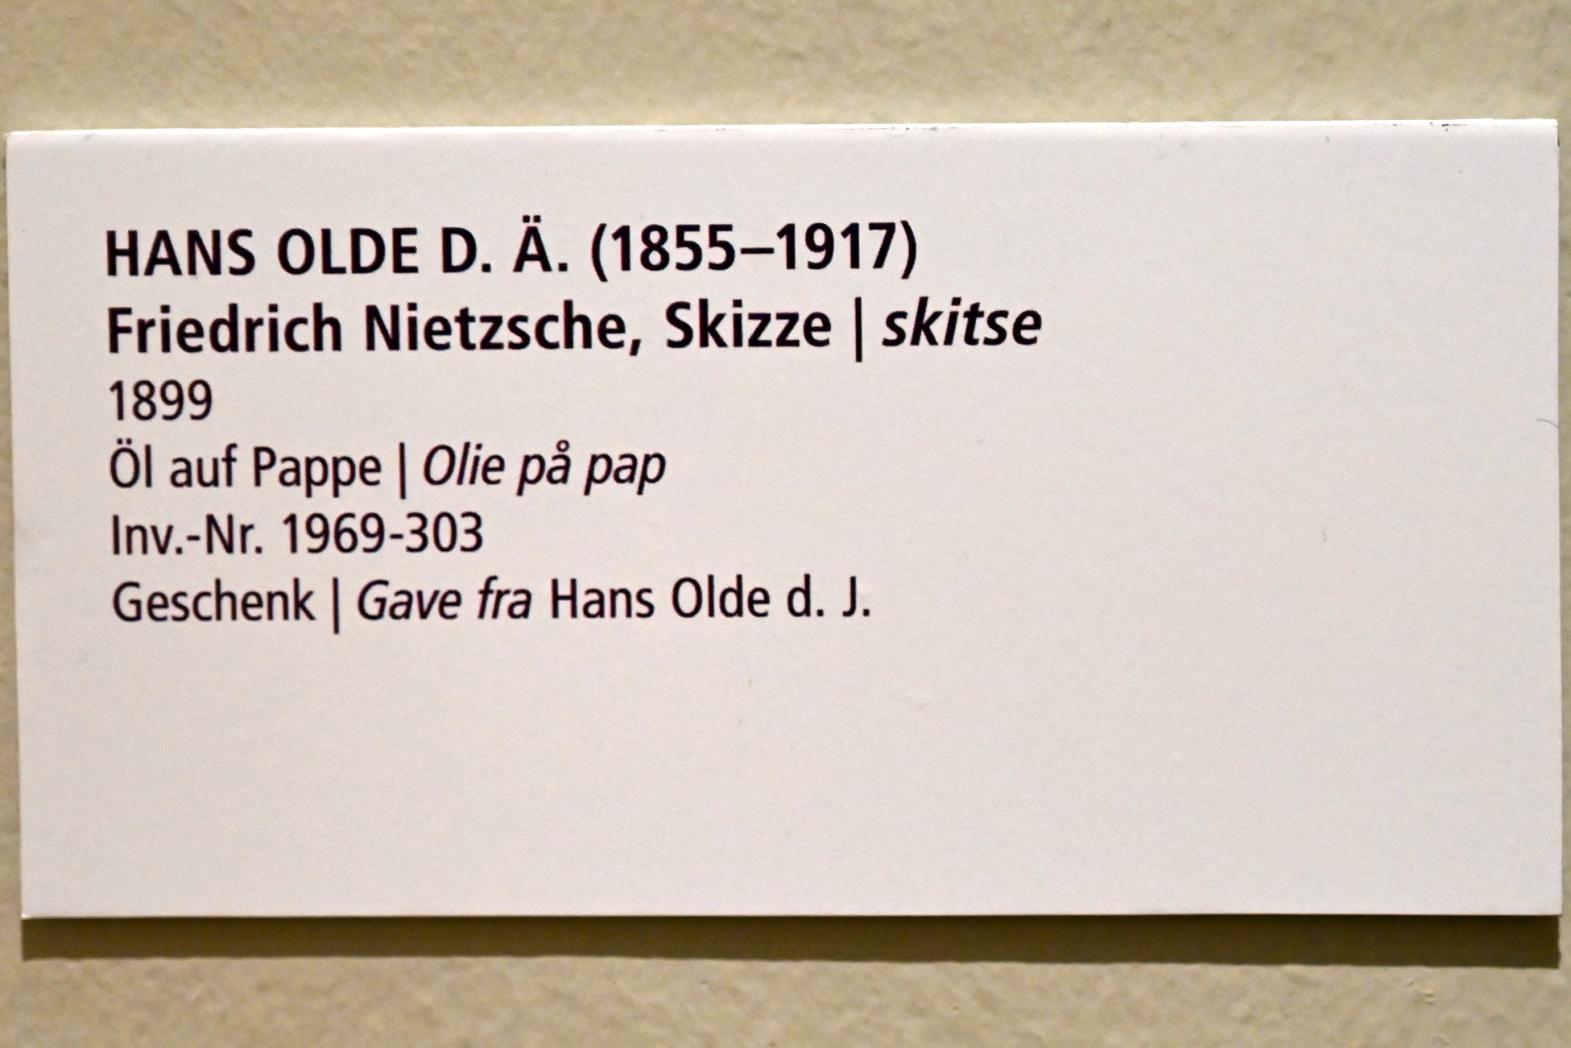 HANS OLDE D. Ä. (1855–1917)
Friedrich Nietzsche, Skizze | skitse
1899
Öl auf Pappe | Olie på pap
Inv.-Nr. 1969-303
Geschenk | Gave fra Hans Olde d. J.